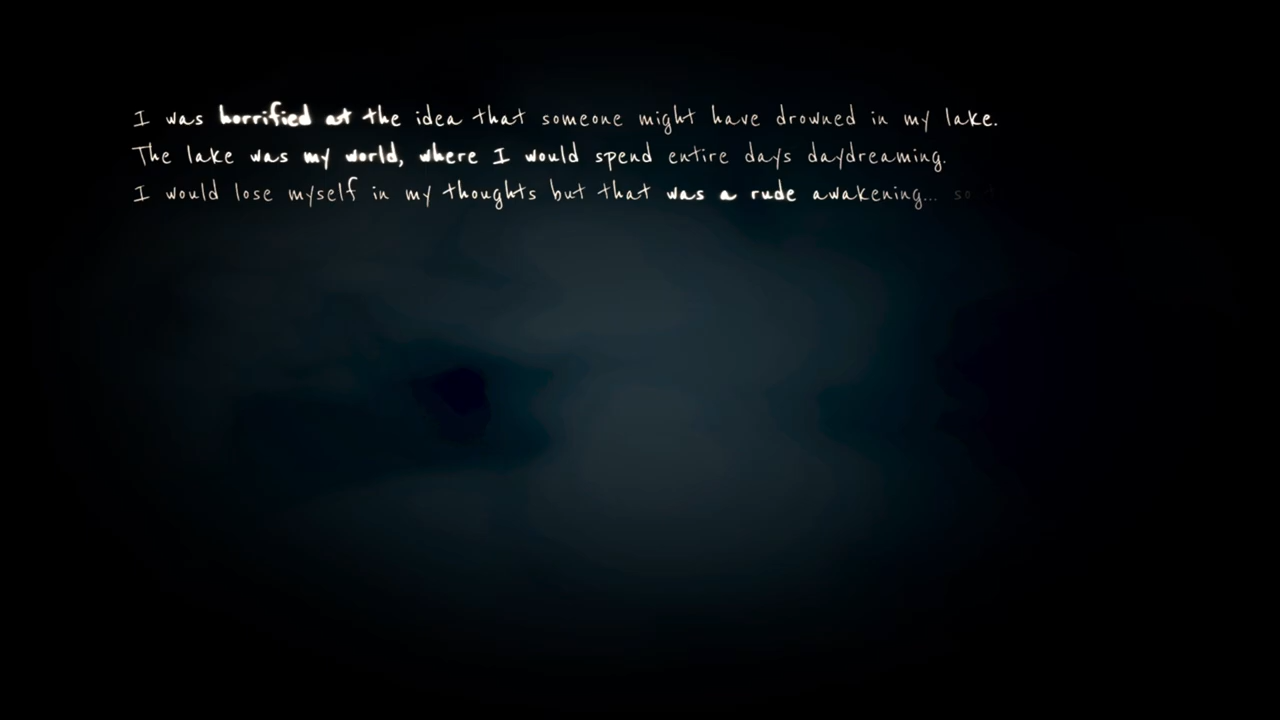 I was horrified at the idea that someone might have drowned in my lake.
The lake was my world, where I would spend entire days daydreaming.
I would lose myself in my thoughts but that was a rude awakening... so